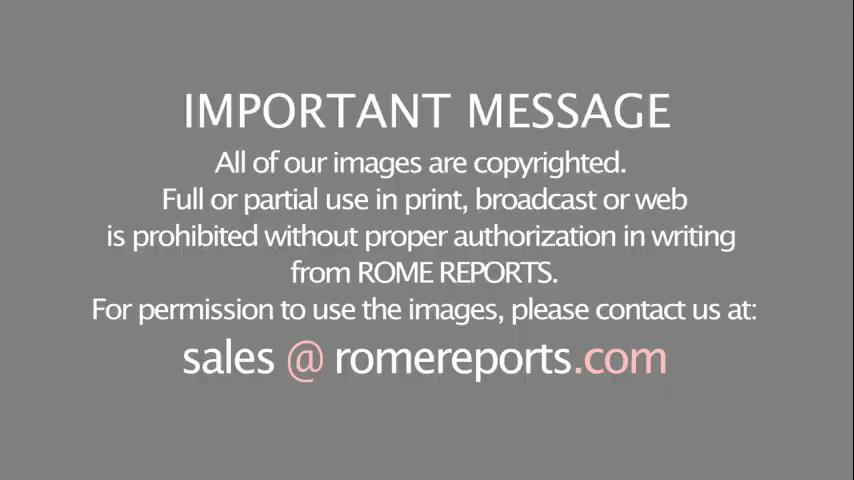 IMPORTANT MESSAGE
All of our images are copyrighted.
Full or partial use in print, broadcast or web
is prohibited without proper authorization in writing
from ROME REPORTS.
For permission to use the images, please contact us at:
sales @ romereports.com